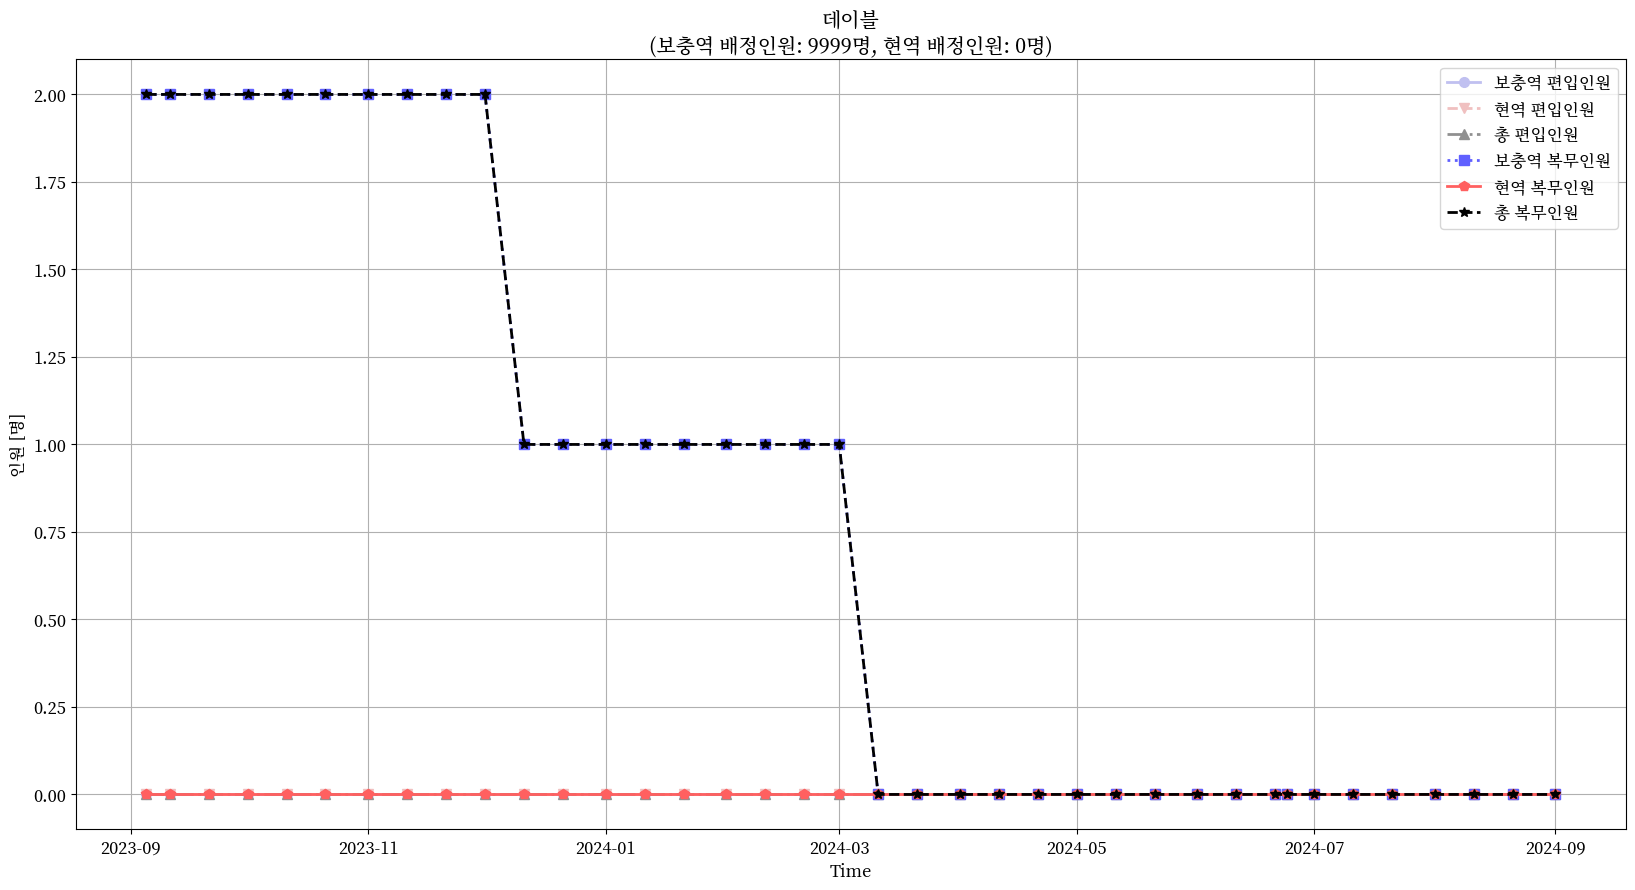 데이블
(보충역 배정인원: 9999명, 현역 배정인원: 0명)
보충역 편입인원
현역 편입인원
총 편입인원
보충역 복무인원
현역 복무인원
총 복무인원
인원 [명]
2.00
1.75
1.50
1.25
1.00
0.75
0.50
0.25
0.00
2023-09
2023-11
2024-01
2024-03
2024-05
2024-07
2024-09
Time